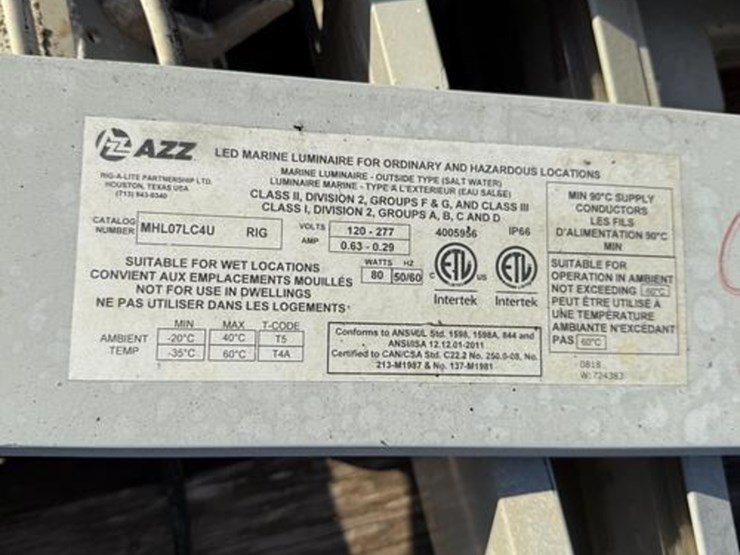 AZZ
LED MARINE LUMINAIRE FOR ORDINARY AND HAZARDOUS LOCATIONS
RIG-A-LITE PARTNERSHIP LTD.
HOUSTON, TEXAS USA
(713) 943-0340
MARINE LUMINAIRE - OUTSIDE TYPE (SALT WATER)
LUMINAIRE MARINE - TYPE A L'EXTERIEUR (EAU SALÉE)
CLASS II, DIVISION 2, GROUPS F & G, AND CLASS III
CLASS I, DIVISION 2, GROUPS A, B, C AND D
CATALOG NUMBER MHL07LC4U RIG
VOLTS 120 - 277
AMP 0.63 - 0.29
WATTS HZ
80 50/60
4005956 IP66
ETL ETL
C US
Intertek Intertek
SUITABLE FOR WET LOCATIONS
CONVIENT AUX EMPLACEMENTS MOUILLÉS
NOT FOR USE IN DWELLINGS
NE PAS UTILISER DANS LES LOGEMENTS
MIN MAX T-CODE
AMBIENT TEMP
-20°C 40°C T5
-35°C 60°C T4A
Conforms to ANSI/UL Std. 1598, 1598A, 844 and
ANSI/ISA 12.12.01-2011
Certified to CAN/CSA Std. C22.2 No. 250.0-08, No.
213-M1987 & No. 137-M1981
MIN 90°C SUPPLY
CONDUCTORS
LES FILS
D'ALIMENTATION 90°C
MIN
SUITABLE FOR
OPERATION IN AMBIENT
NOT EXCEEDING 60°C
PEUT ÊTRE UTILISÉ A
UNE TEMPÉRATURE
AMBIANTE N'EXCÉDANT
PAS 60°C
0818